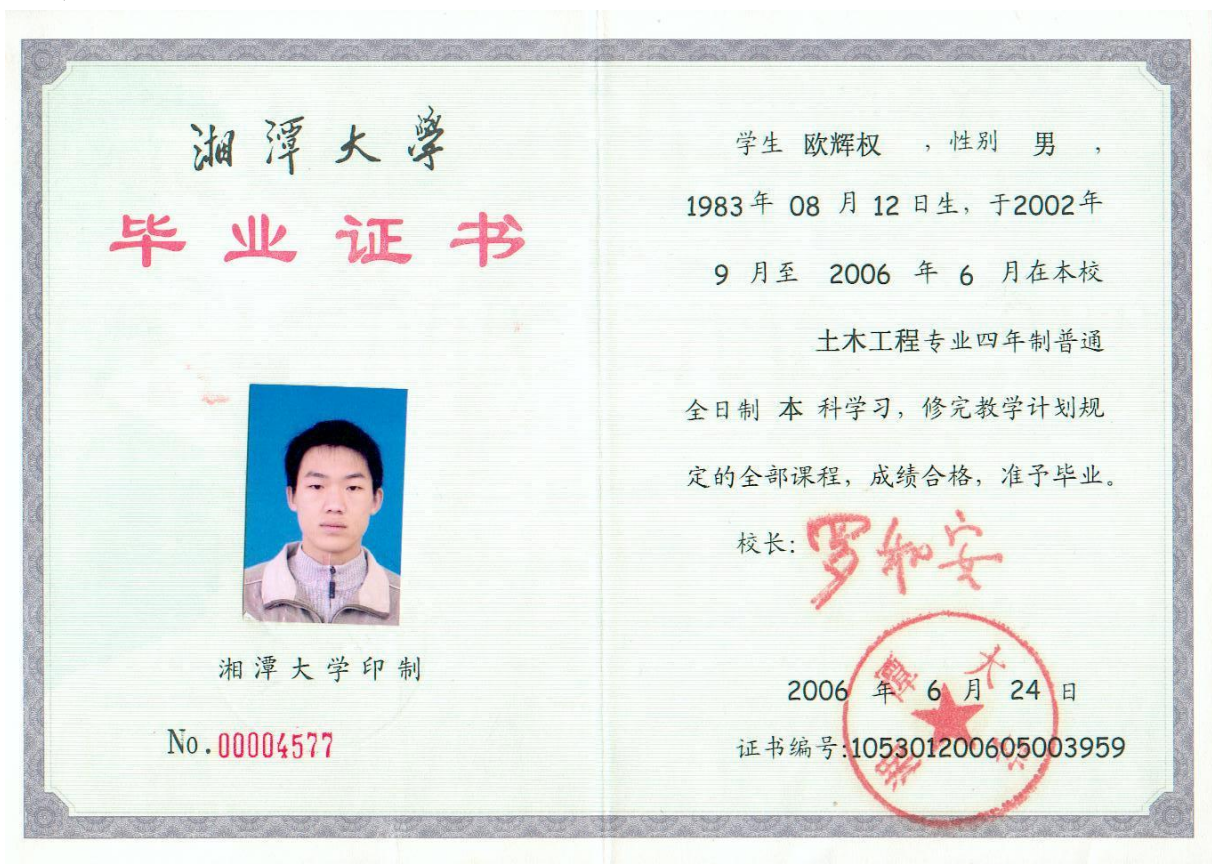 湘潭大學
毕业证书
湘潭大学印制
No.00004577
学生 欧辉权 ，性别 男 ，
1983年 08 月 12 日生，于2002年
9 月至 2006 年 6 月在本校
土木工程专业四年制普通
全日制 本 科学习，修完教学计划规
定的全部课程，成绩合格，准予毕业。
校长：罗和安
2006 年 6 月 24 日
证书编号:105301200605003959
湘潭大学